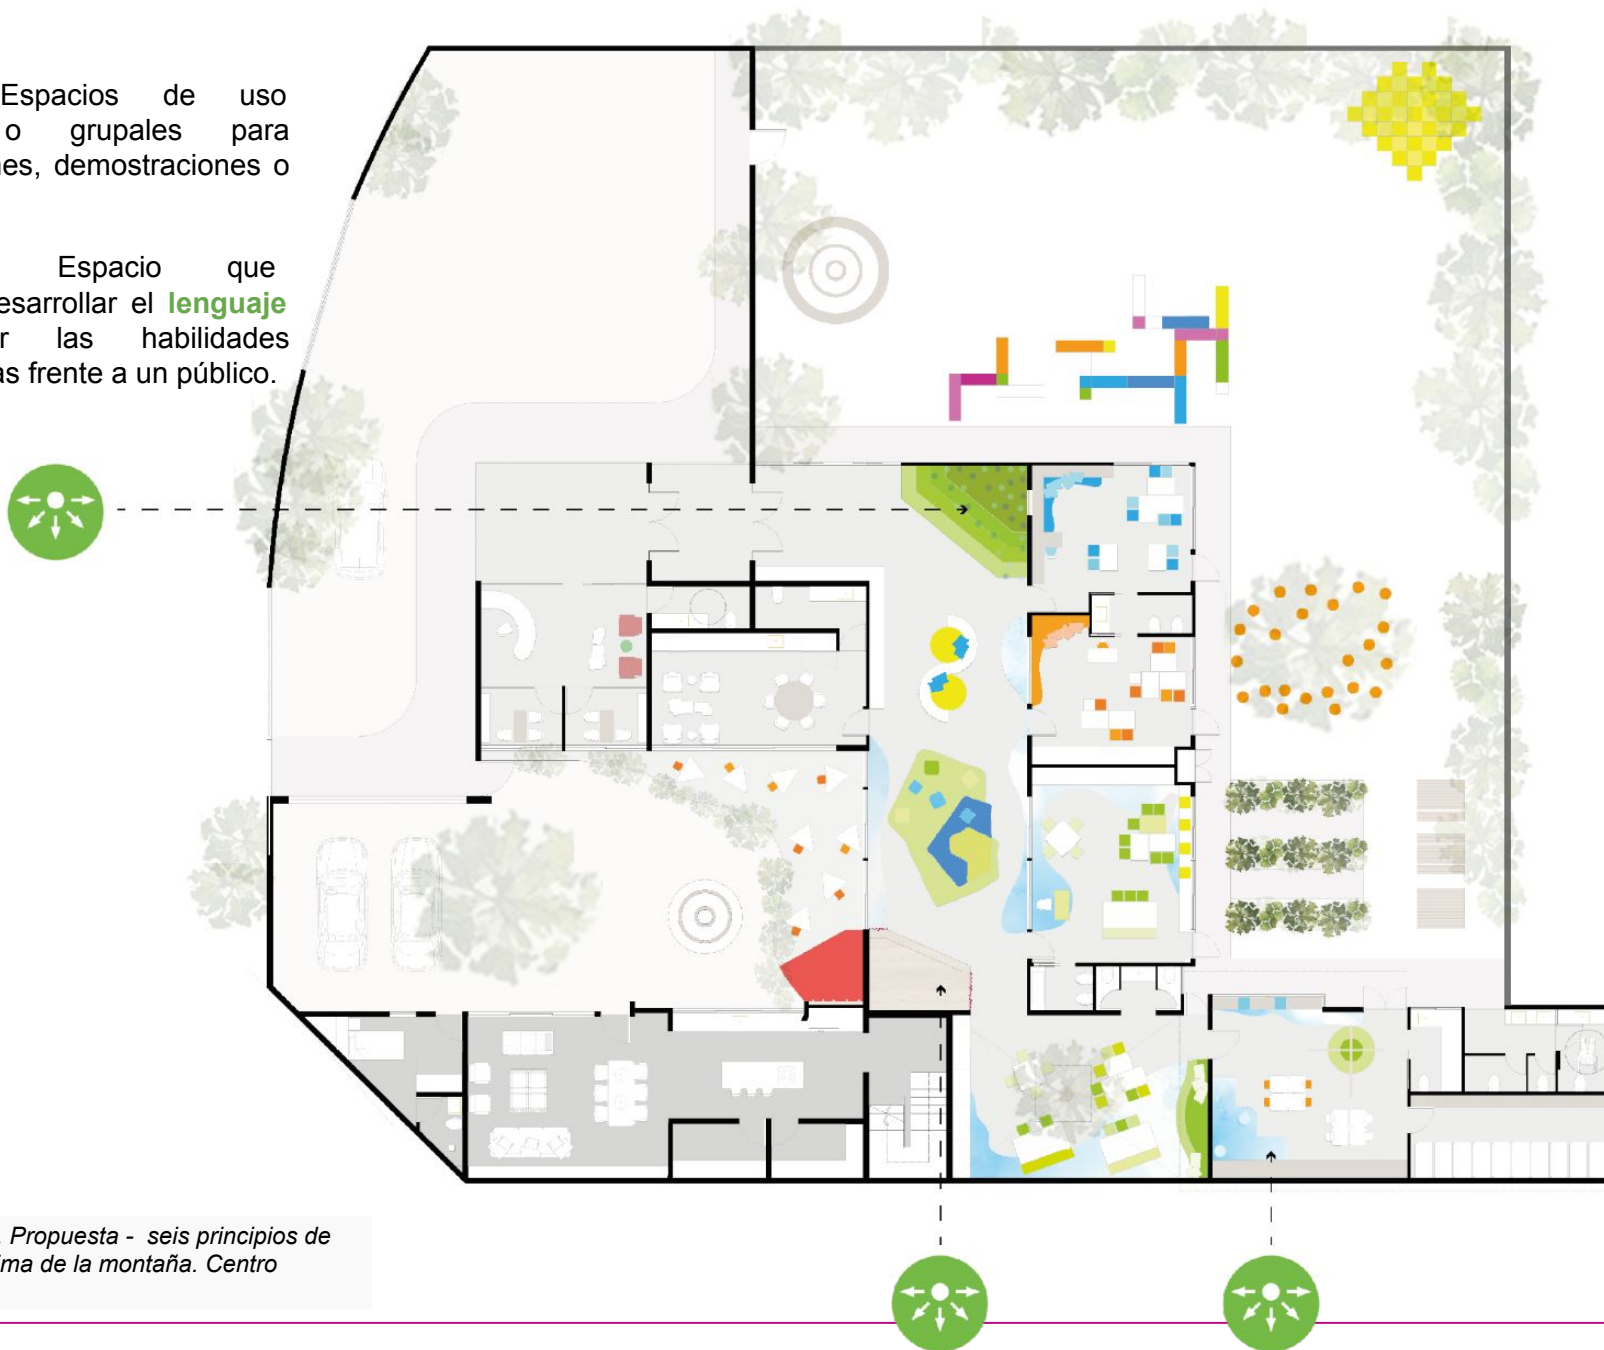 Espacios de uso
o grupales para
nes, demostraciones o
Espacio que
esarrollar el lenguaje
r las habilidades
as frente a un público.
. Propuesta - seis principios de
ima de la montaña. Centro